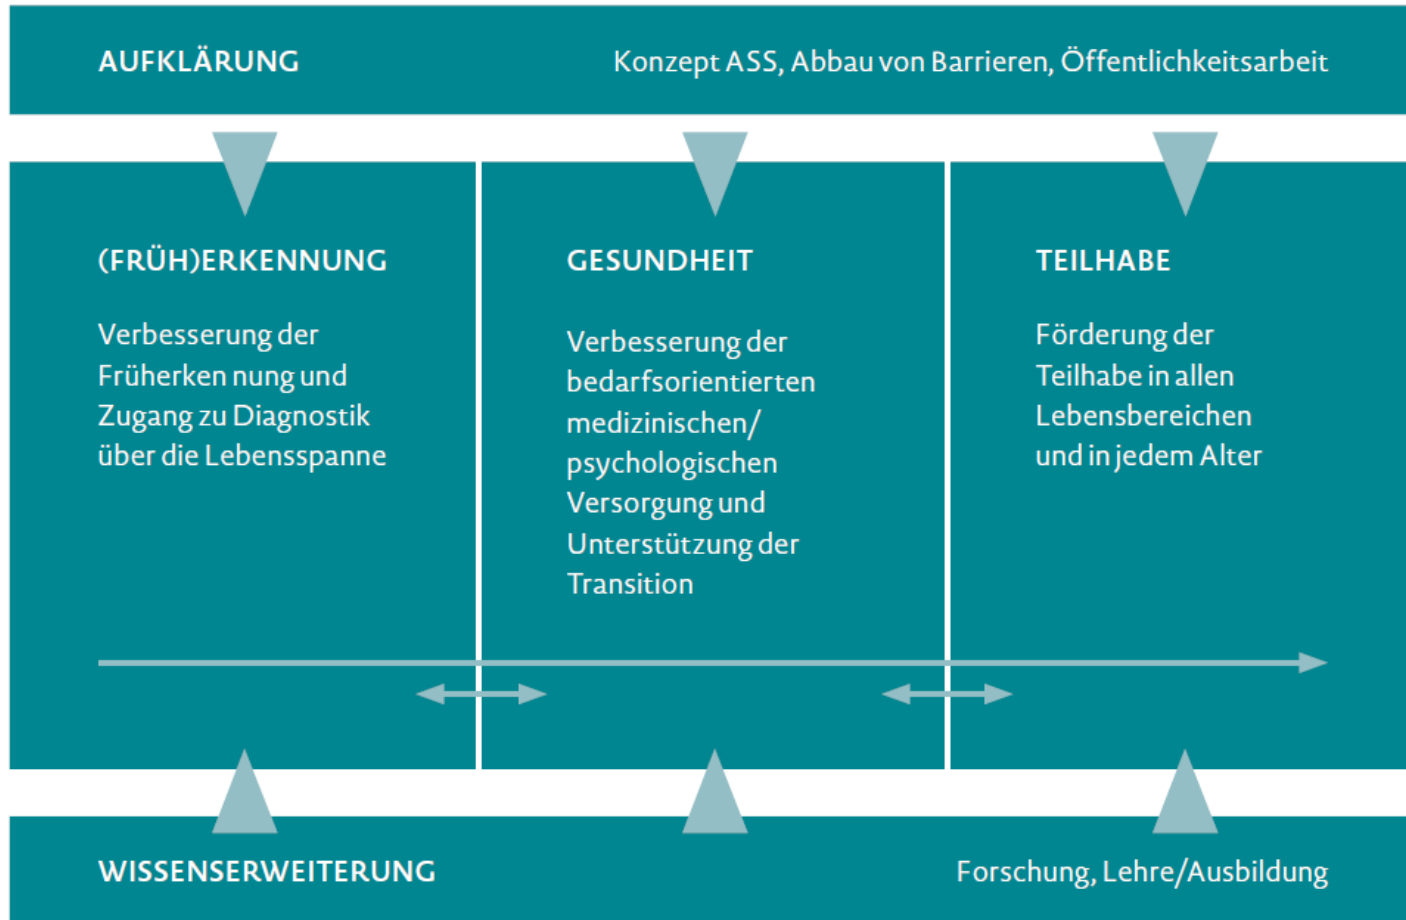 AUFKLÄRUNG
Konzept ASS, Abbau von Barrieren, Öffentlichkeitsarbeit
(FRÜH)ERKENNUNG
Verbesserung der
Früherken nung und
Zugang zu Diagnostik
über die Lebensspanne
GESUNDHEIT
Verbesserung der
bedarfsorientierten
medizinischen/
psychologischen
Versorgung und
Unterstützung der
Transition
TEILHABE
Förderung der
Teilhabe in allen
Lebensbereichen
und in jedem Alter
WISSENSERWEITERUNG
Forschung, Lehre/Ausbildung